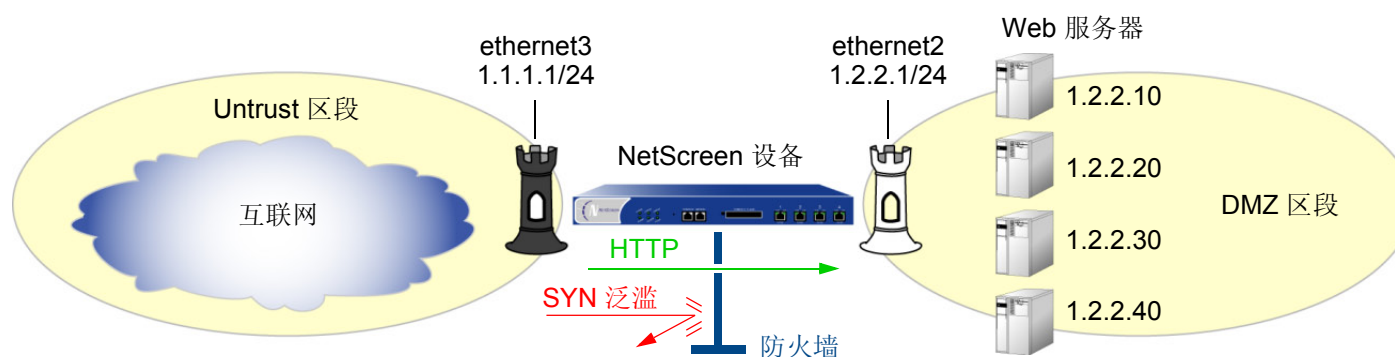 Web 服务器
ethernet3
1.1.1.1/24
ethernet2
1.2.2.1/24
Untrust 区段
互联网
NetScreen 设备
1.2.2.10
1.2.2.20
1.2.2.30
1.2.2.40
DMZ 区段
HTTP
SYN 泛滥
防火墙